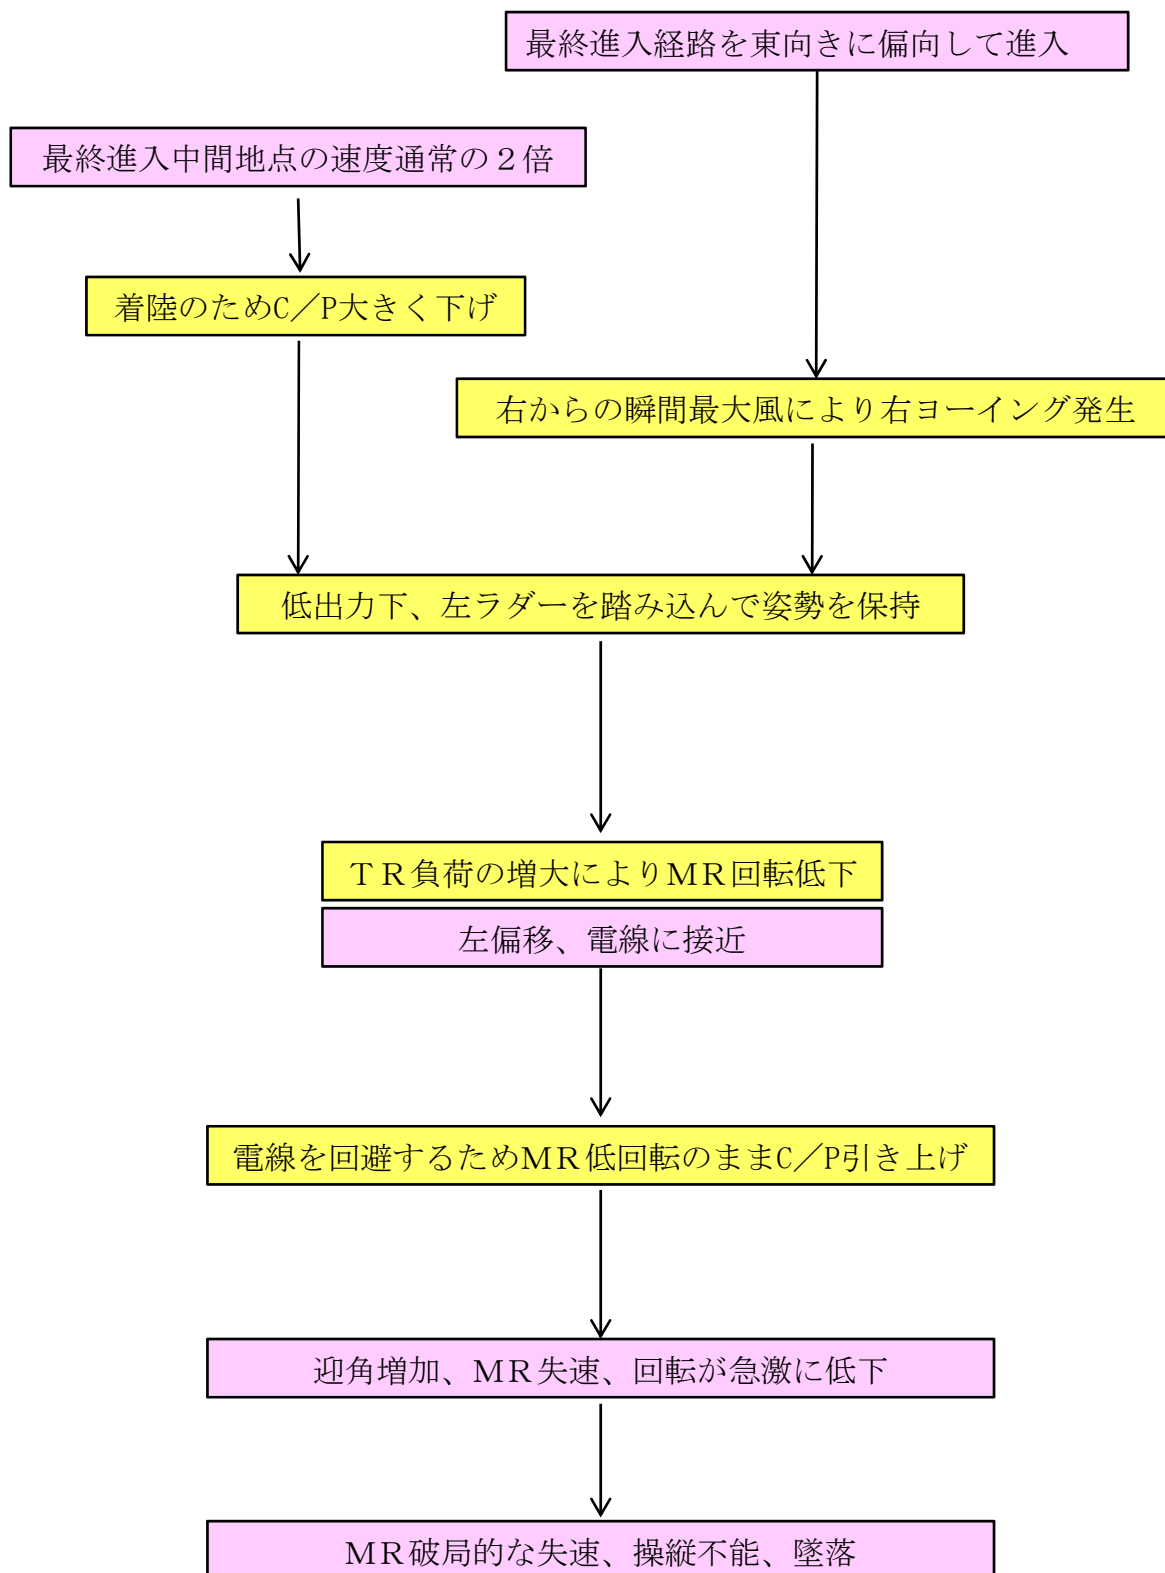 最終進入経路を東向きに偏向して進入
最終進入中間地点の速度通常の２倍
着陸のためC／P大きく下げ
右からの瞬間最大風により右ヨーイング発生
低出力下、左ラダーを踏み込んで姿勢を保持
ＴＲ負荷の増大によりＭＲ回転低下
左偏移、電線に接近
電線を回避するためＭＲ低回転のままC／P引き上げ
迎角増加、ＭＲ失速、回転が急激に低下
ＭＲ破局的な失速、操縦不能、墜落